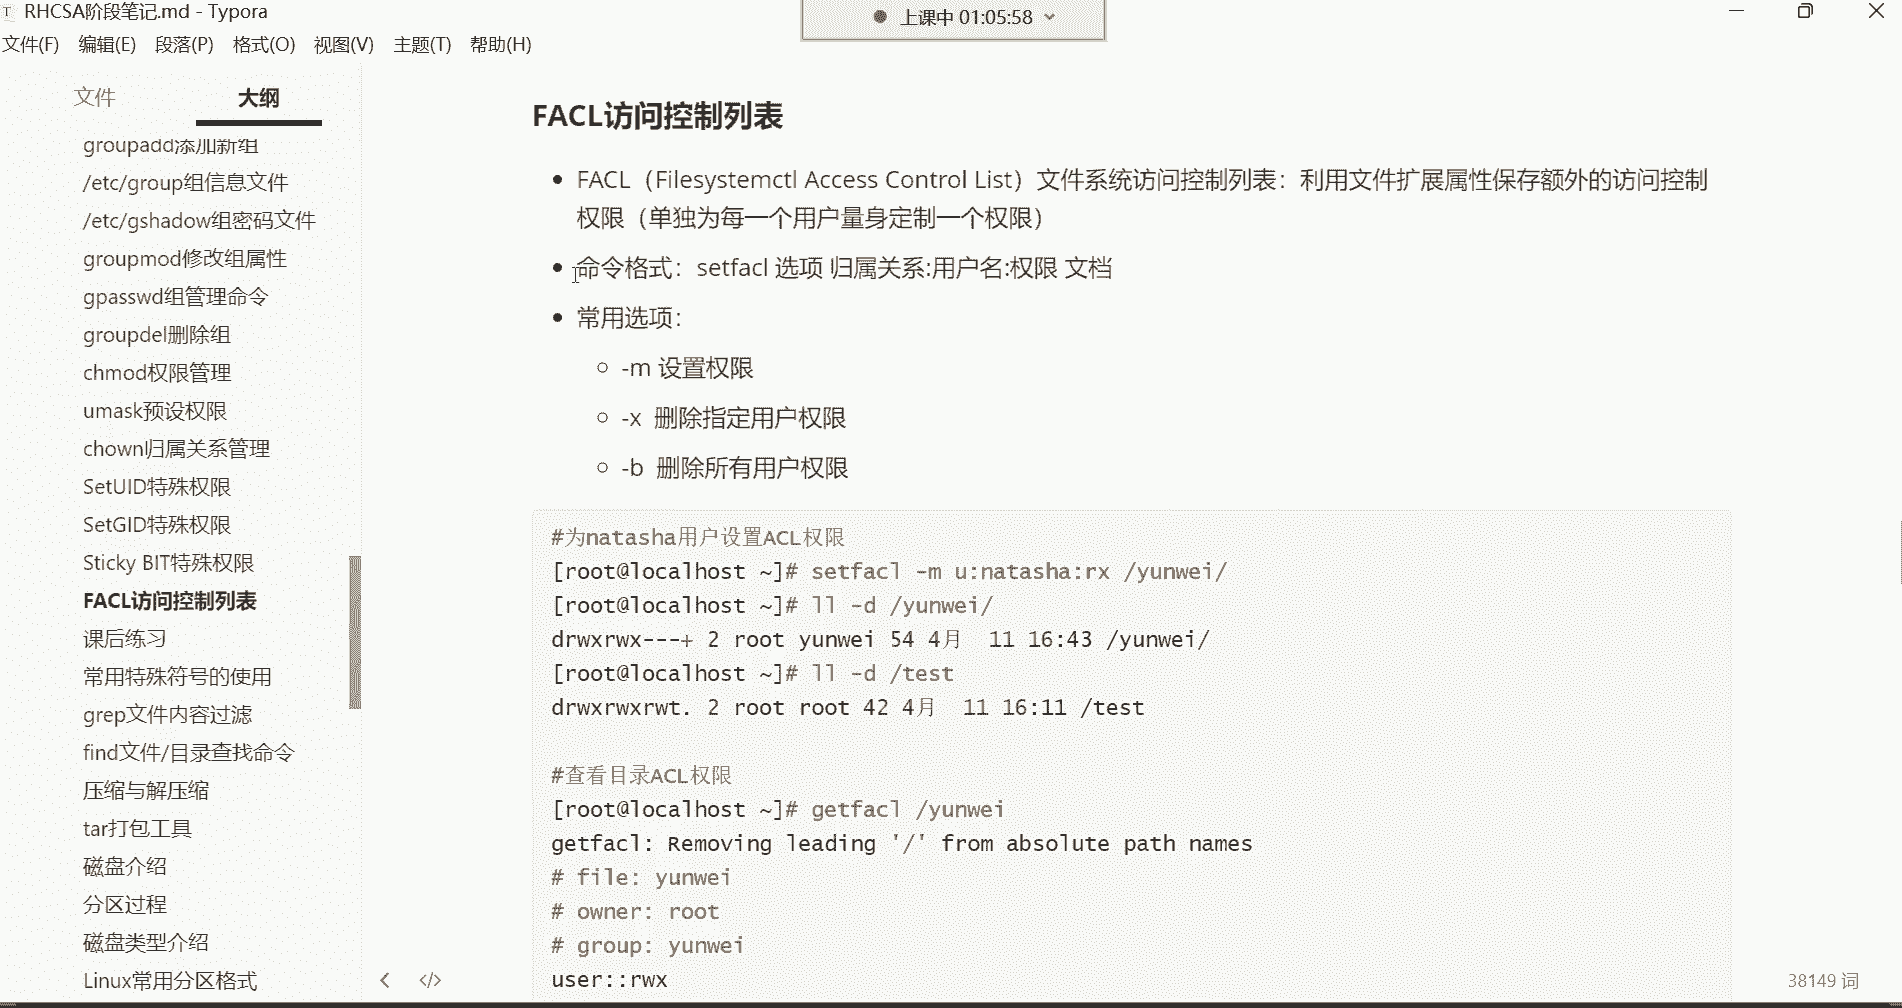 RHCSA阶段笔记.md - Typora
上课中 01:05:58
文件(F) 编辑(E) 段落(P) 格式(O) 视图(V) 主题(T) 帮助(H)
文件 大纲
groupadd添加新组
/etc/group组信息文件
/etc/gshadow组密码文件
groupmod修改组属性
gpasswd组管理命令
groupdel删除组
chmod权限管理
umask预设权限
chown归属关系管理
SetUID特殊权限
SetGID特殊权限
Sticky BIT特殊权限
FACL访问控制列表
课后练习
常用特殊符号的使用
grep文件内容过滤
find文件/目录查找命令
压缩与解压缩
tar打包工具
磁盘介绍
分区过程
磁盘类型介绍
Linux常用分区格式
FACL访问控制列表
FACL（Filesystemctl Access Control List）文件系统访问控制列表：利用文件扩展属性保存额外的访问控制
权限（单独为每一个用户量身定制一个权限）
命令格式：setfacl 选项 归属关系:用户名:权限 文档
常用选项：
-m 设置权限
-x 删除指定用户权限
-b 删除所有用户权限
#为natasha用户设置ACL权限
[root@localhost ~]# setfacl -m u:natasha:rx /yunwei/
[root@localhost ~]# ll -d /yunwei/
drwxrwx---+ 2 root yunwei 54 4月 11 16:43 /yunwei/
[root@localhost ~]# ll -d /test
drwxrwxrwt. 2 root root 42 4月 11 16:11 /test
#查看目录ACL权限
[root@localhost ~]# getfacl /yunwei
getfacl: Removing leading '/' from absolute path names
# file: yunwei
# owner: root
# group: yunwei
user::rwx
38149 词